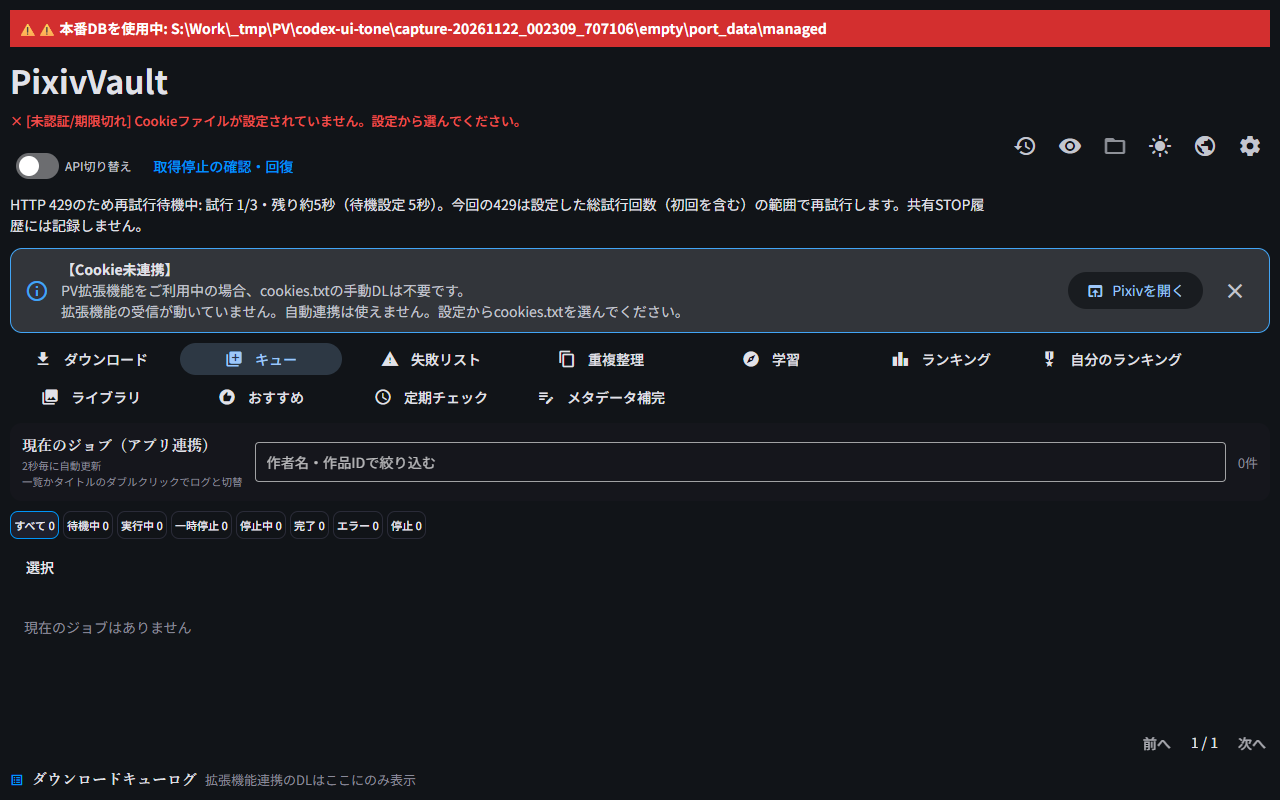 ⚠⚠ 本番DBを使用中: S:\Work\_tmp\PV\codex-ui-tone\capture-20261122_002309_707106\empty\port_data\managed
PixivVault
✕ [未認証/期限切れ] Cookieファイルが設定されていません。設定から選んでください。
API切り替え 取得停止の確認・回復
HTTP 429のため再試行待機中: 試行 1/3・残り約5秒（待機設定 5秒）。今回の429は設定した総試行回数（初回を含む）の範囲で再試行します。共有STOP履
歴には記録しません。
【Cookie未連携】
PV拡張機能をご利用中の場合、cookies.txtの手動DLは不要です。
拡張機能の受信が動いていません。自動連携は使えません。設定からcookies.txtを選んでください。
Pixivを開く
ダウンロード キュー 失敗リスト 重複整理 学習 ランキング 自分のランキング
ライブラリ おすすめ 定期チェック メタデータ補完
現在のジョブ（アプリ連携）
2秒毎に自動更新
一覧かタイトルのダブルクリックでログと切替
作者名・作品IDで絞り込む
0件
すべて 0 待機中 0 実行中 0 一時停止 0 停止中 0 完了 0 エラー 0 停止 0
選択
現在のジョブはありません
前へ 1 / 1 次へ
ダウンロードキューログ 拡張機能連携のDLはここにのみ表示